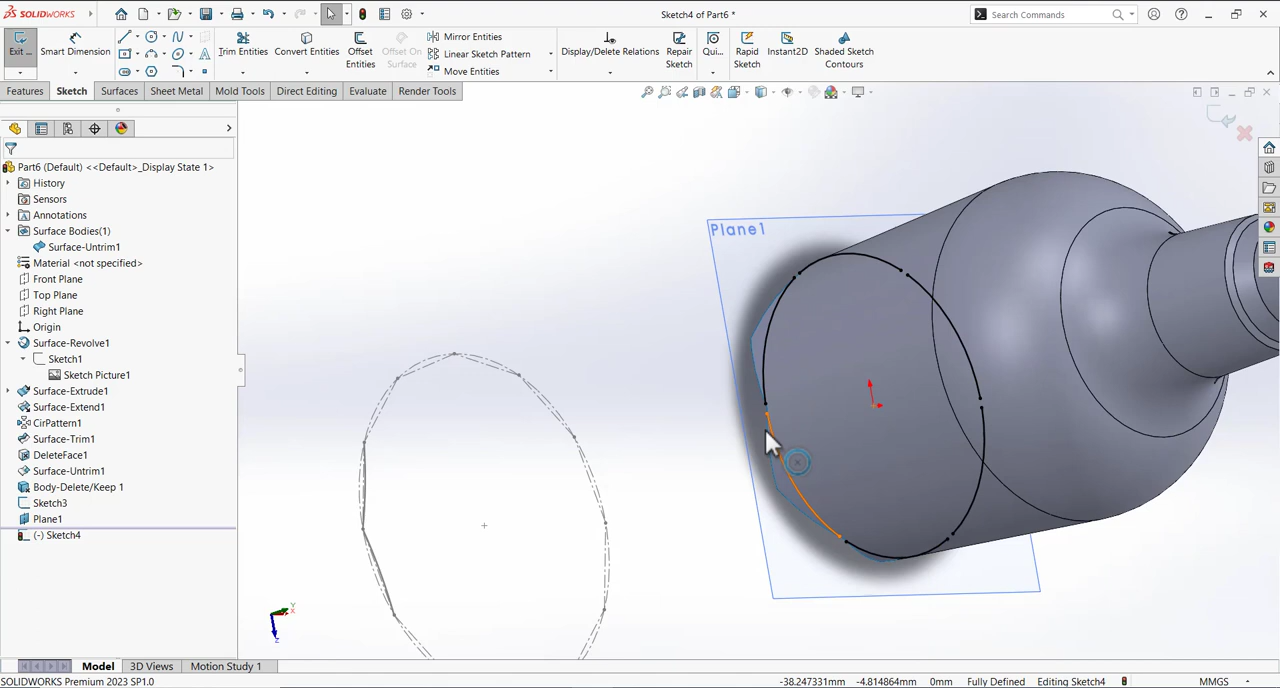 SOLIDWORKS
Sketch4 of Part6 *
Search Commands
Exit ...
Smart Dimension
Trim Entities
Convert Entities
Offset Entities
Offset On Surface
Mirror Entities
Linear Sketch Pattern
Move Entities
Display/Delete Relations
Repair Sketch
Qui...
Rapid Sketch
Instant2D
Shaded Sketch Contours
Features
Sketch
Surfaces
Sheet Metal
Mold Tools
Direct Editing
Evaluate
Render Tools
Part6 (Default) <<Default>_Display State 1>
History
Sensors
Annotations
Surface Bodies(1)
Surface-Untrim1
Material <not specified>
Front Plane
Top Plane
Right Plane
Origin
Surface-Revolve1
Sketch1
Sketch Picture1
Surface-Extrude1
Surface-Extend1
CirPattern1
Surface-Trim1
DeleteFace1
Surface-Untrim1
Body-Delete/Keep 1
Sketch3
Plane1
(-) Sketch4
Plane1
Model
3D Views
Motion Study 1
SOLIDWORKS Premium 2023 SP1.0
-38.247331mm
-4.814864mm
0mm
Fully Defined
Editing Sketch4
MMGS